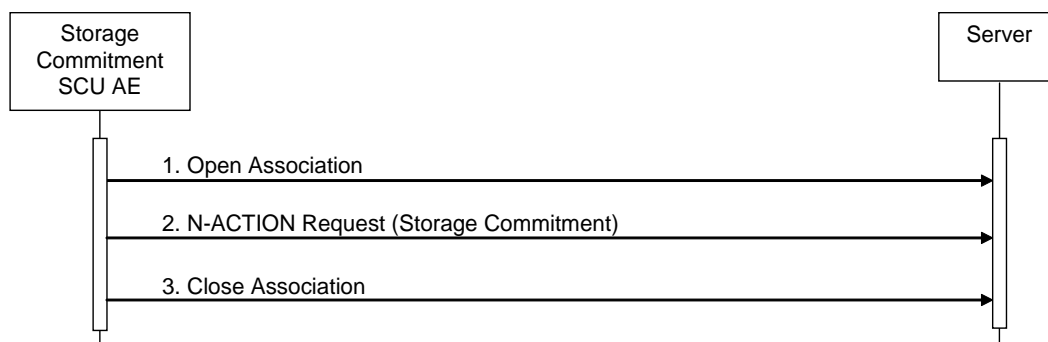 Storage
Commitment
SCU AE
Server
1. Open Association
2. N-ACTION Request (Storage Commitment)
3. Close Association